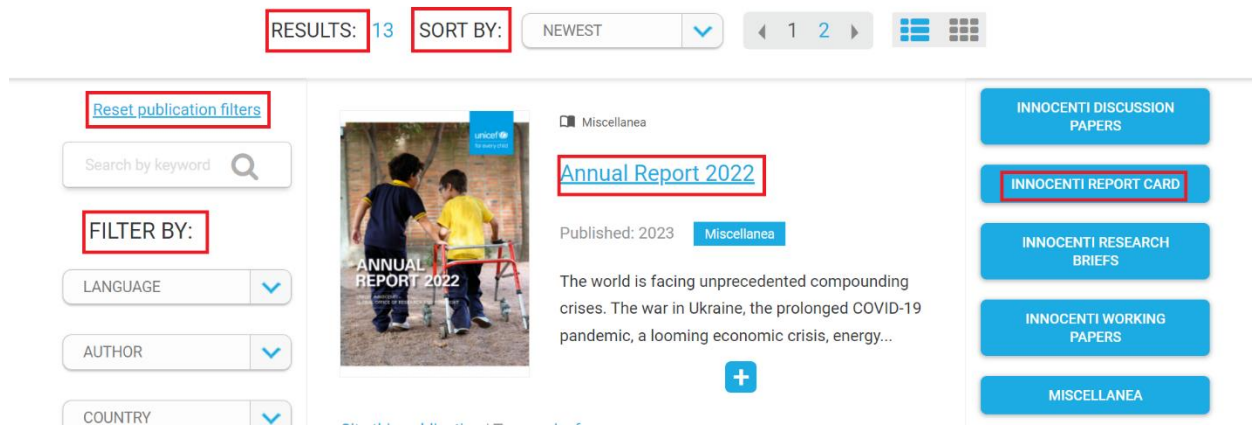 RESULTS: 13 SORT BY: NEWEST 1 2
Reset publication filters
Search by keyword
FILTER BY:
LANGUAGE
AUTHOR
COUNTRY
unicef
for every child
ANNUAL
REPORT 2022
Miscellanea
Annual Report 2022
Published: 2023 Miscellanea
The world is facing unprecedented compounding
crises. The war in Ukraine, the prolonged COVID-19
pandemic, a looming economic crisis, energy...
INNOCENTI DISCUSSION
PAPERS
INNOCENTI REPORT CARD
INNOCENTI RESEARCH
BRIEFS
INNOCENTI WORKING
PAPERS
MISCELLANEA